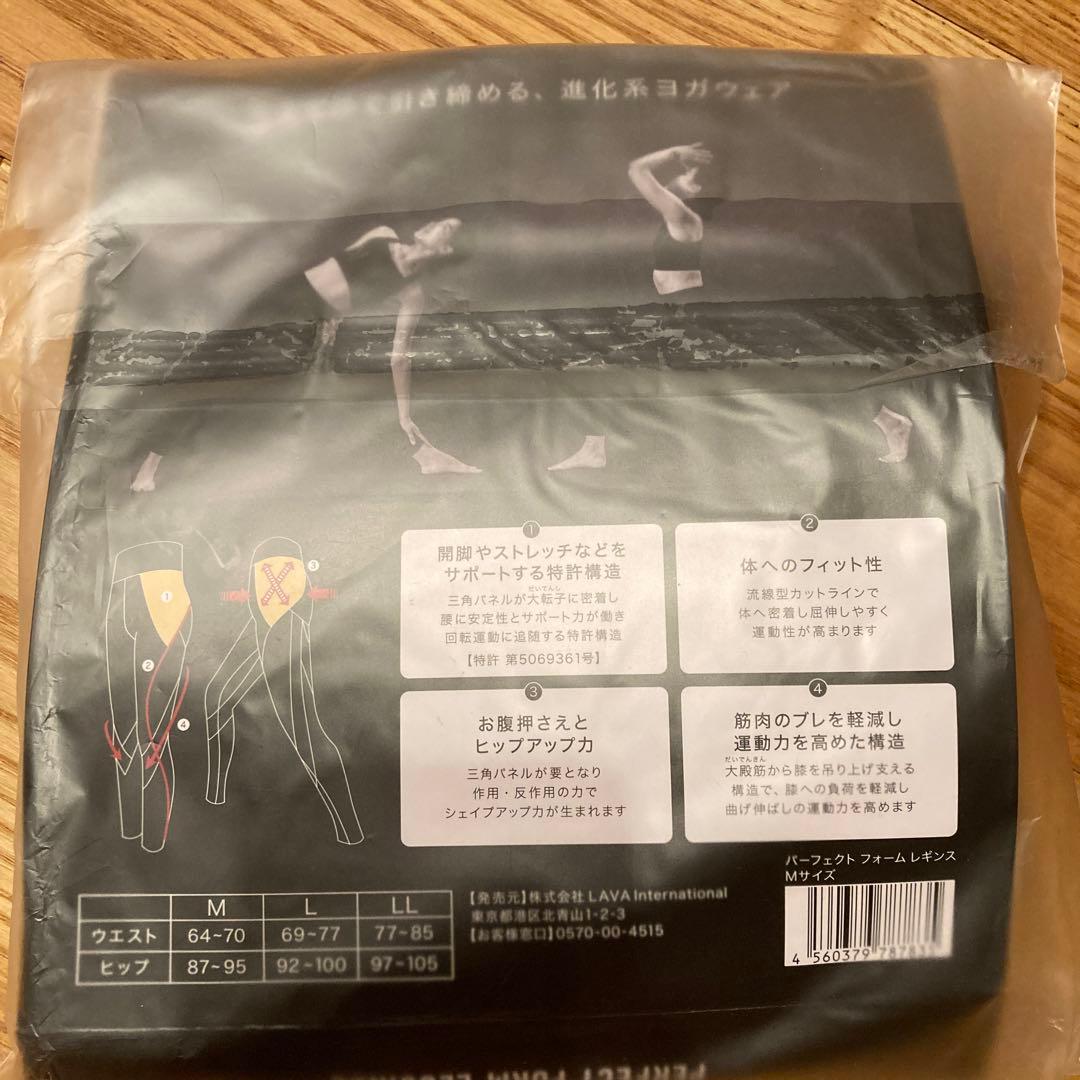 引き締める、進化系ヨガウェア
①
開脚やストレッチなどを
サポートする特許構造
だいてんし
三角パネルが大転子に密着し
腰に安定性とサポート力が働き
回転運動に追随する特許構造
【特許 第5069361号】
②
体へのフィット性
流線型カットラインで
体へ密着し屈伸しやすく
運動性が高まります
③
お腹押さえと
ヒップアップ力
三角パネルが要となり
作用・反作用の力で
シェイプアップ力が生まれます
④
筋肉のブレを軽減し
運動力を高めた構造
だいでんきん
大殿筋から膝を吊り上げ支える
構造で、膝への負荷を軽減し
曲げ伸ばしの運動力を高めます
1
2
4
3
パーフェクト フォーム レギンス
Mサイズ
4 560379
M L LL
ウエスト 64~70 69~77 77~85
ヒップ 87~95 92~100 97~105
【発売元】株式会社 LAVA International
東京都港区北青山1-2-3
【お客様窓口】0570-00-4515
PERFECT FORM